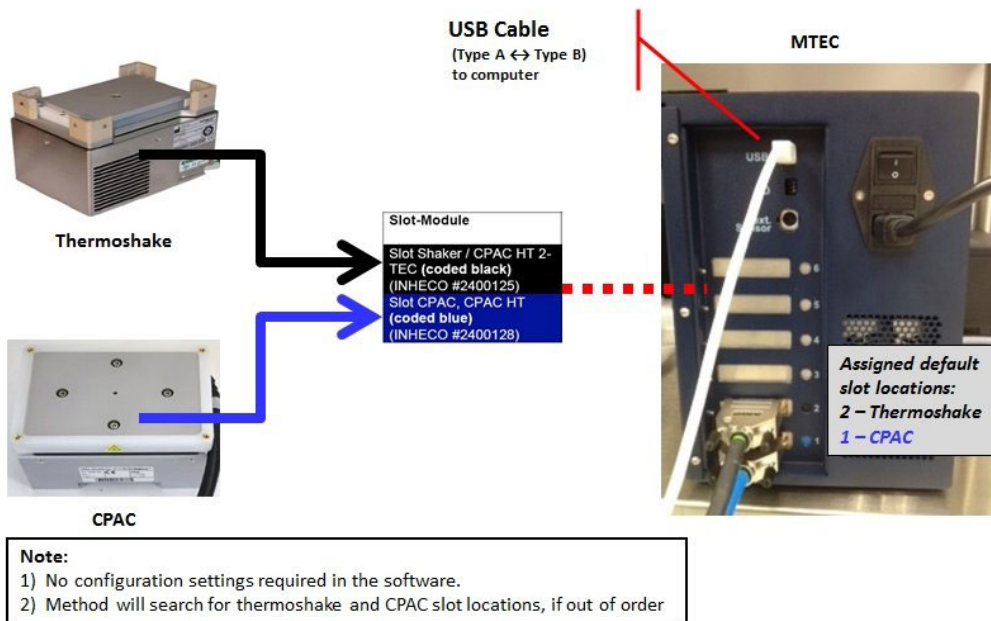 USB Cable
(Type A ↔ Type B)
to computer
MTEC
Thermoshake
Slot-Module
Slot Shaker / CPAC HT 2-
TEC (coded black)
(INHECO #2400125)
Slot CPAC, CPAC HT
(coded blue)
(INHECO #2400128)
USB
Ext.
Sensor
6
5
4
3
2
1
I
O
Assigned default
slot locations:
2 – Thermoshake
1 – CPAC
CPAC
Note:
1) No configuration settings required in the software.
2) Method will search for thermoshake and CPAC slot locations, if out of order